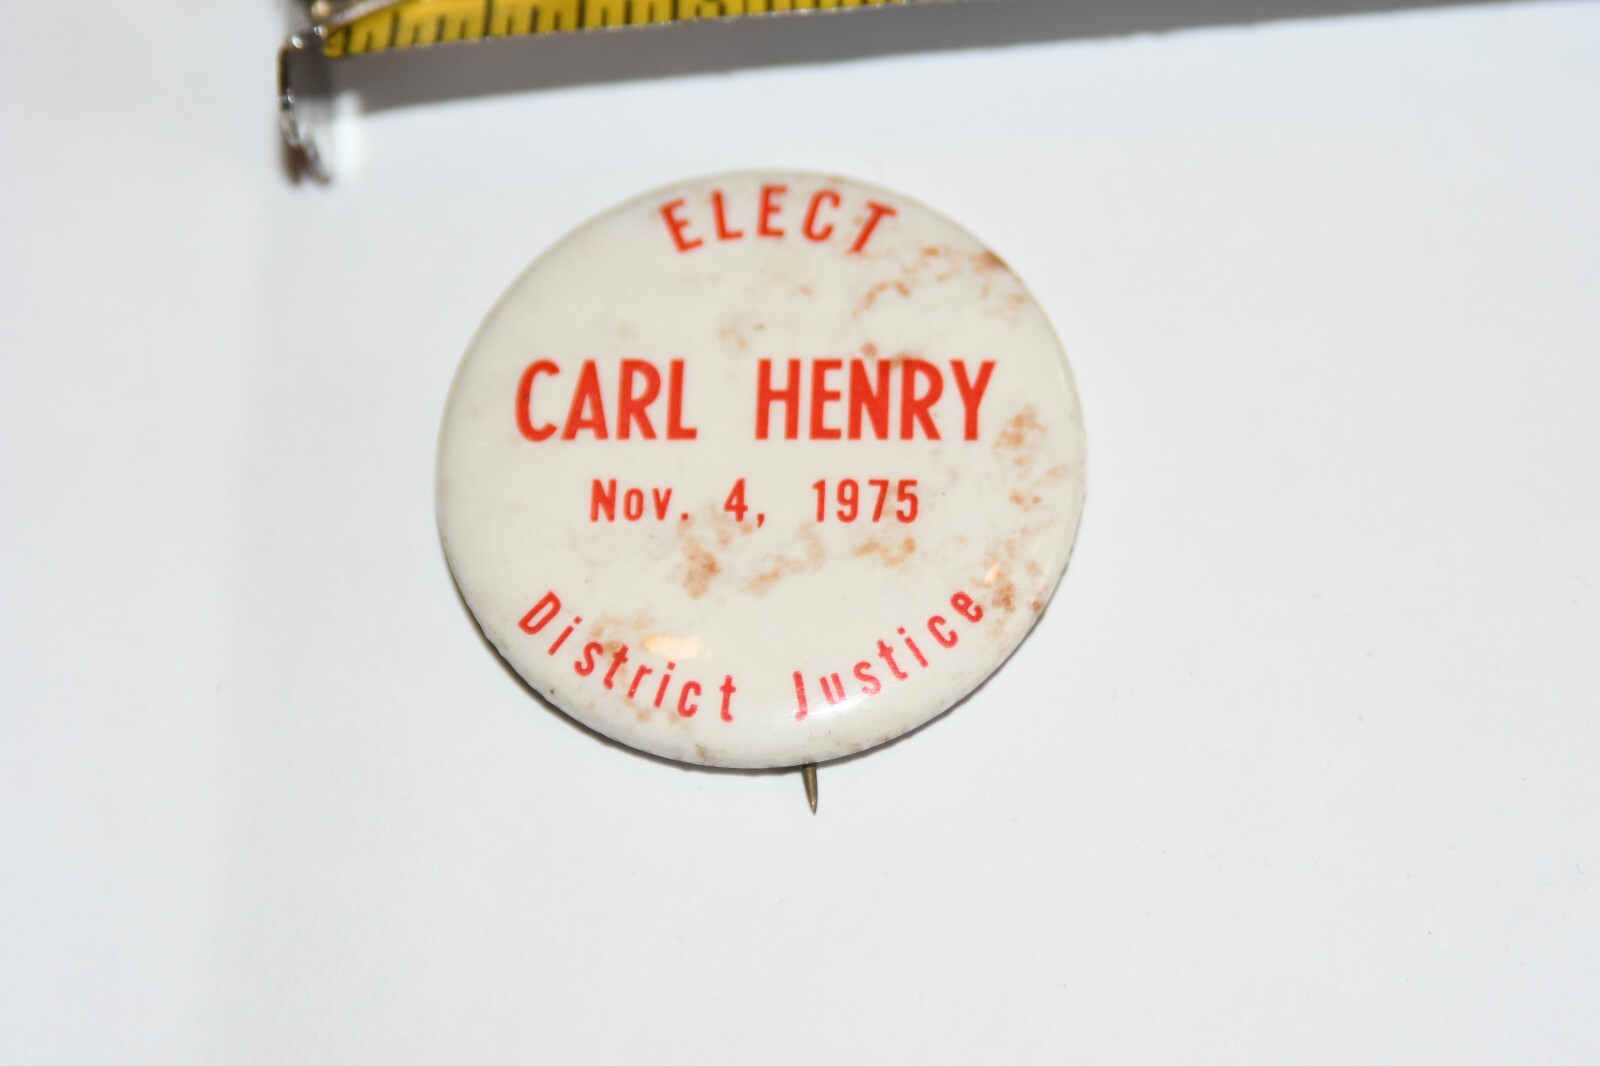 ELECT
CARL HENRY
Nov. 4, 1975
District Justice